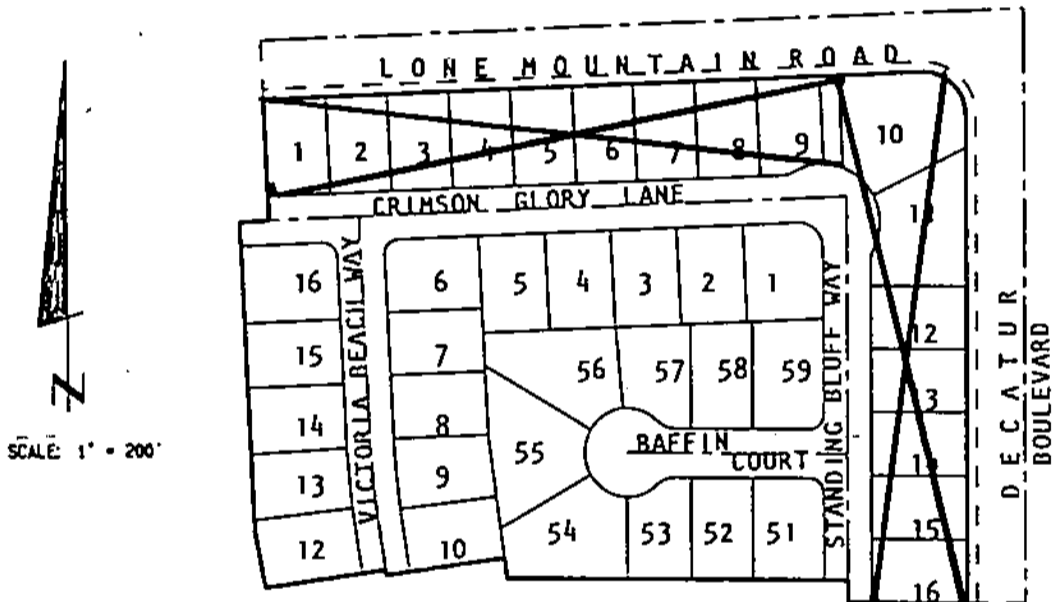 LONE MOUNTAIN ROAD
1 2 3 4 5 6 7 8 9 10
CRIMSON GLORY LANE
16 6 5 4 3 2 1
VICTORIA BEACH WAY
STANDING BLUFF WAY
DECATUR
BOULEVARD
12
15 7 56 57 58 59
3
N
SCALE: 1" = 200'
14 8
BAFFIN
COURT
55
13 9
15
12 10 54 53 52 51
16